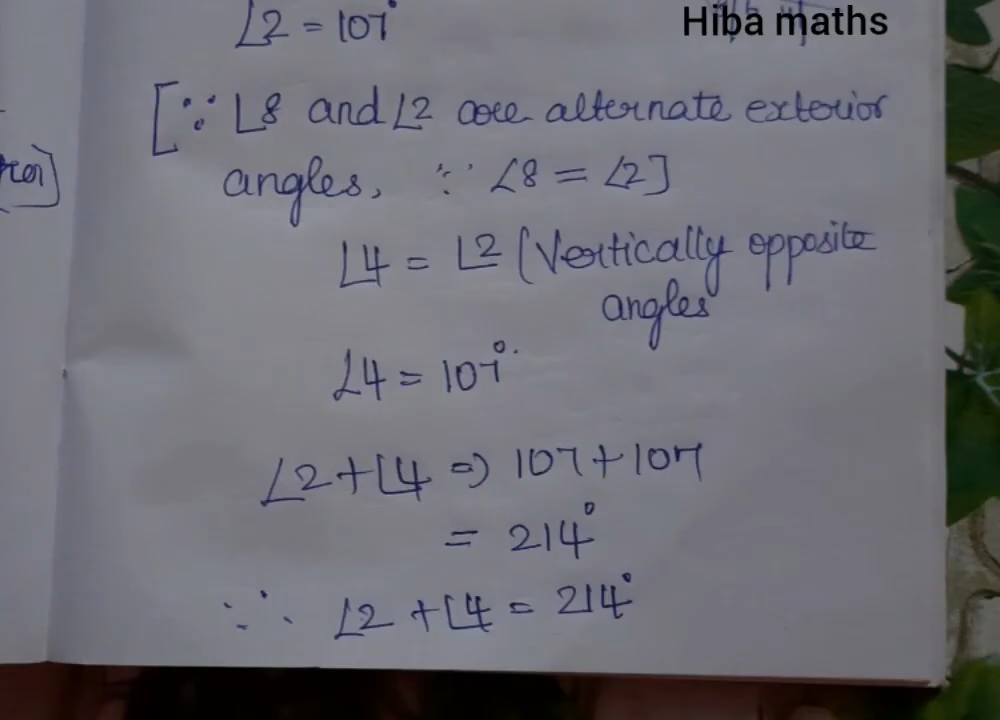 ∠2 = 107°
Hiba maths
[∵ ∠8 and ∠2 are alternate exterior
angles, ∵ ∠8 = ∠2]
∠4 = ∠2 (Vertically opposite
angles
∠4 = 107°.
∠2 + ∠4 => 107 + 107
= 214°
∴ ∠2 + ∠4 = 214°